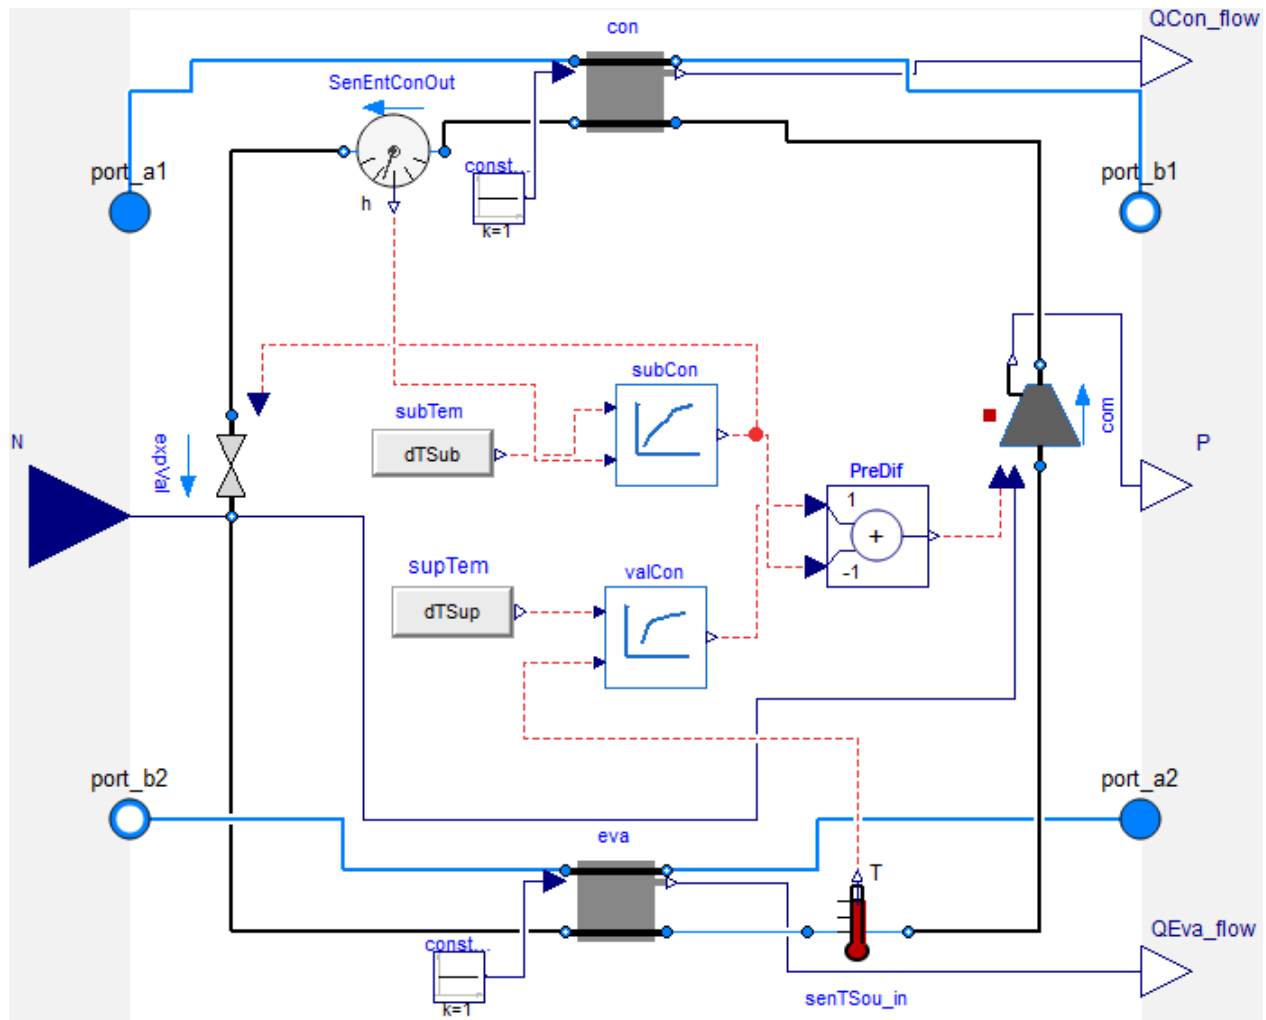 QCon_flow
con
SenEntConOut
port_a1
const...
port_b1
h
k=1
subCon
subTem
com
N
expVal
dTSub
P
PreDif
1
+
-1
supTem
valCon
dTSup
port_b2
port_a2
eva
T
const...
QEva_flow
senTSou_in
k=1